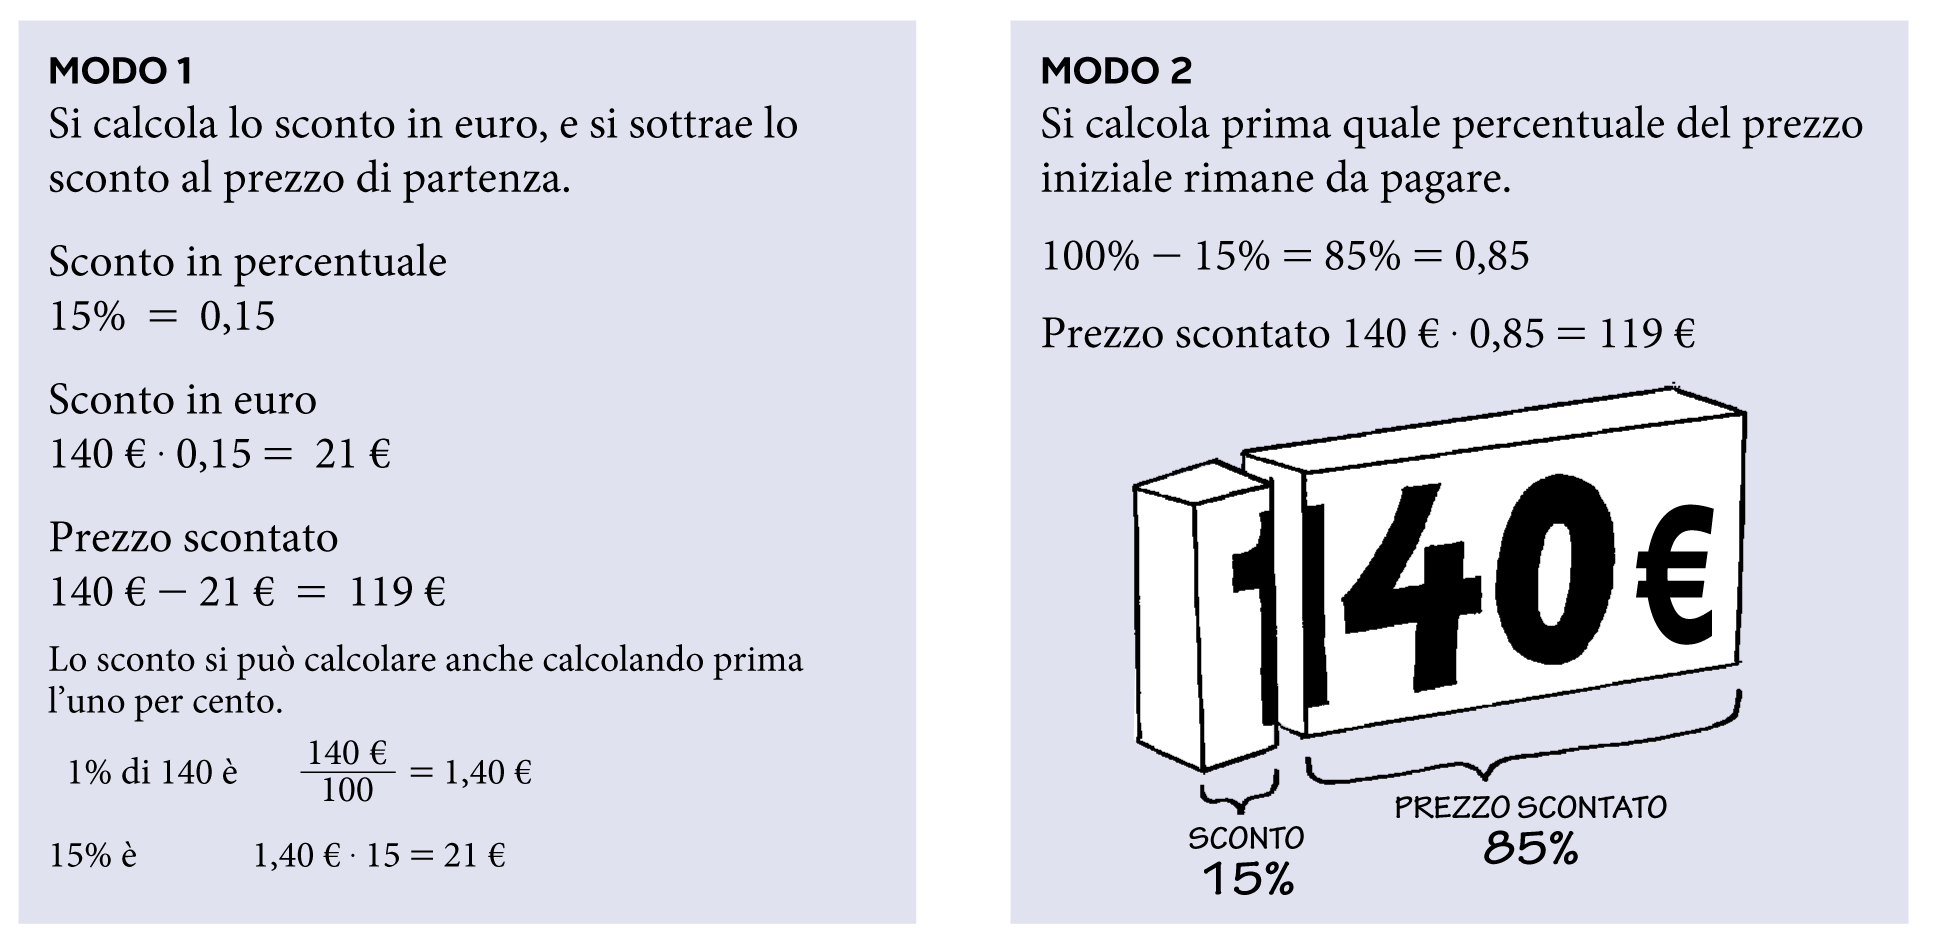 MODO 1
Si calcola lo sconto in euro, e si sottrae lo
sconto al prezzo di partenza.
Sconto in percentuale
15% = 0,15
Sconto in euro
140 € · 0,15 = 21 €
Prezzo scontato
140 € − 21 € = 119 €
Lo sconto si può calcolare anche calcolando prima
l’uno per cento.
1% di 140 è 140 € / 100 = 1,40 €
15% è 1,40 € · 15 = 21 €
MODO 2
Si calcola prima quale percentuale del prezzo
iniziale rimane da pagare.
100% − 15% = 85% = 0,85
Prezzo scontato 140 € · 0,85 = 119 €
140€
SCONTO
15%
PREZZO SCONTATO
85%